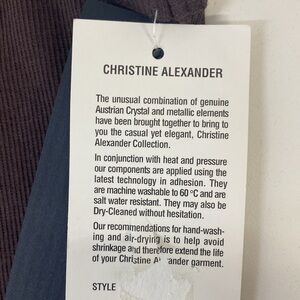 CHRISTINE ALEXANDER
The unusual combination of genuine
Austrian Crystal and metallic elements
have been brought together to bring to
you the casual yet elegant, Christine
Alexander Collection.
In conjunction with heat and pressure
our components are applied using the
latest technology in adhesion. They
are machine washable to 60 °C and are
salt water resistant. They may also be
Dry-Cleaned without hesitation.
Our recommendations for hand-wash-
ing and air-drying is to help avoid
shrinkage and therefore extend the life
of your Christine garment.
STYLE